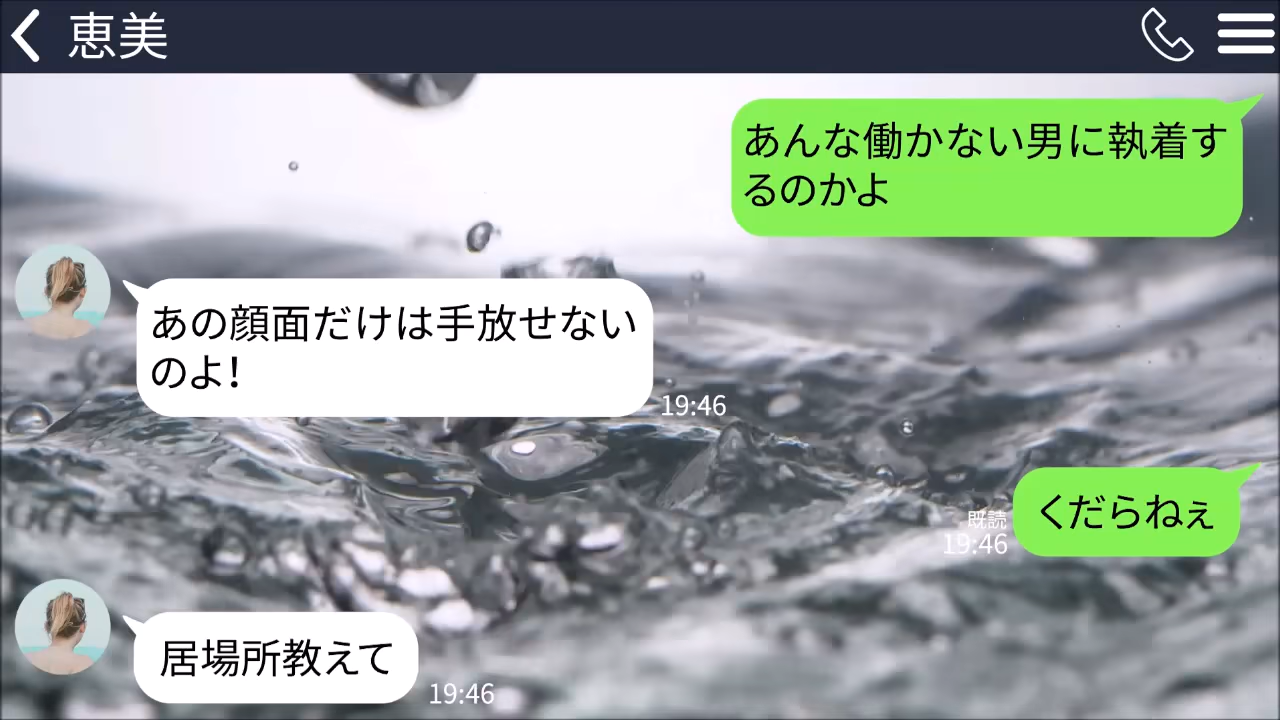 恵美
あんな働かない男に執着す
るのかよ
あの顔面だけは手放せない
のよ！
19:46
くだらねぇ
既読
19:46
居場所教えて
19:46